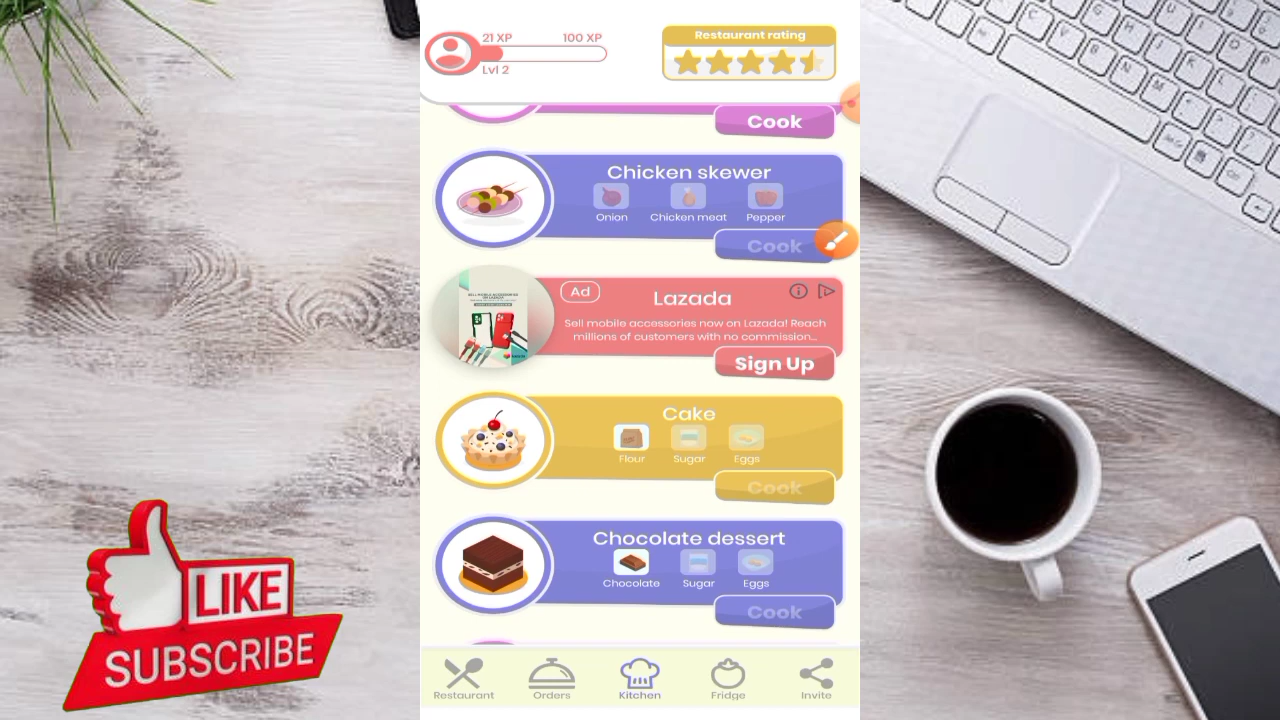 21 XP 100 XP
Lvl 2
Restaurant rating
Cook
Chicken skewer
Onion Chicken meat Pepper
Cook
Ad
Lazada
Sell mobile accessories now on Lazada! Reach
millions of customers with no commission...
Sign Up
Cake
Flour Sugar Eggs
Cook
Chocolate dessert
Chocolate Sugar Eggs
Cook
Restaurant Orders Kitchen Fridge Invite
LIKE
SUBSCRIBE